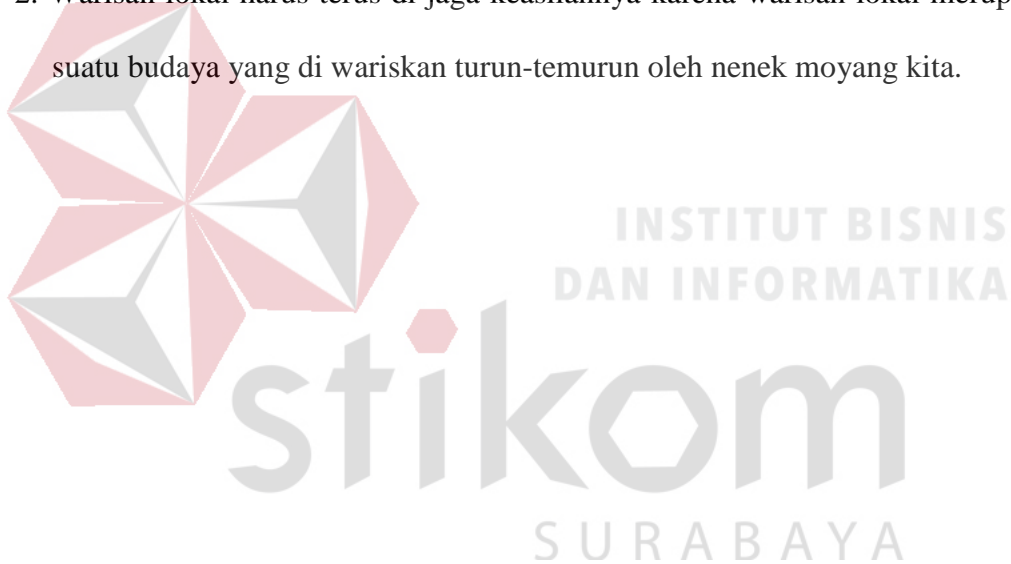 2. Warisan lokal harus terus di jaga keasliannya karena warisan lokal merup
suatu budaya yang di wariskan turun-temurun oleh nenek moyang kita.
INSTITUT BISNIS
DAN INFORMATIKA
stikom
SURABAYA